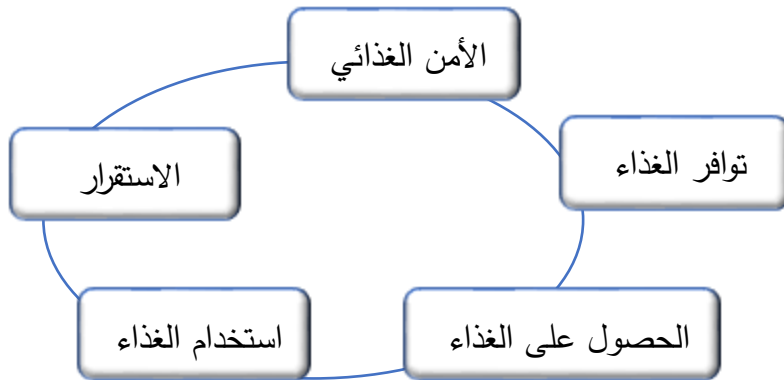 الأمن الغذائي
توافر الغذاء
الحصول على الغذاء
استخدام الغذاء
الاستقرار